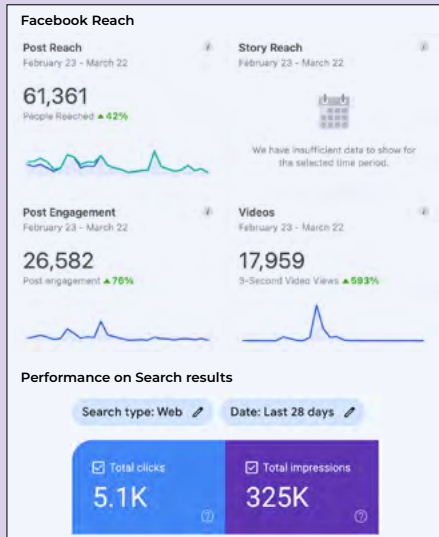 Facebook Reach
Post Reach
February 23 - March 22
61,361
People Reached ▲ 42%
Story Reach
February 23 - March 22
We have insufficient data to show for
the selected time period.
Post Engagement
February 23 - March 22
26,582
Post engagement ▲ 76%
Videos
February 23 - March 22
17,959
3-Second Video Views ▲ 593%
Performance on Search results
Search type: Web
Date: Last 28 days
Total clicks
5.1K
Total impressions
325K